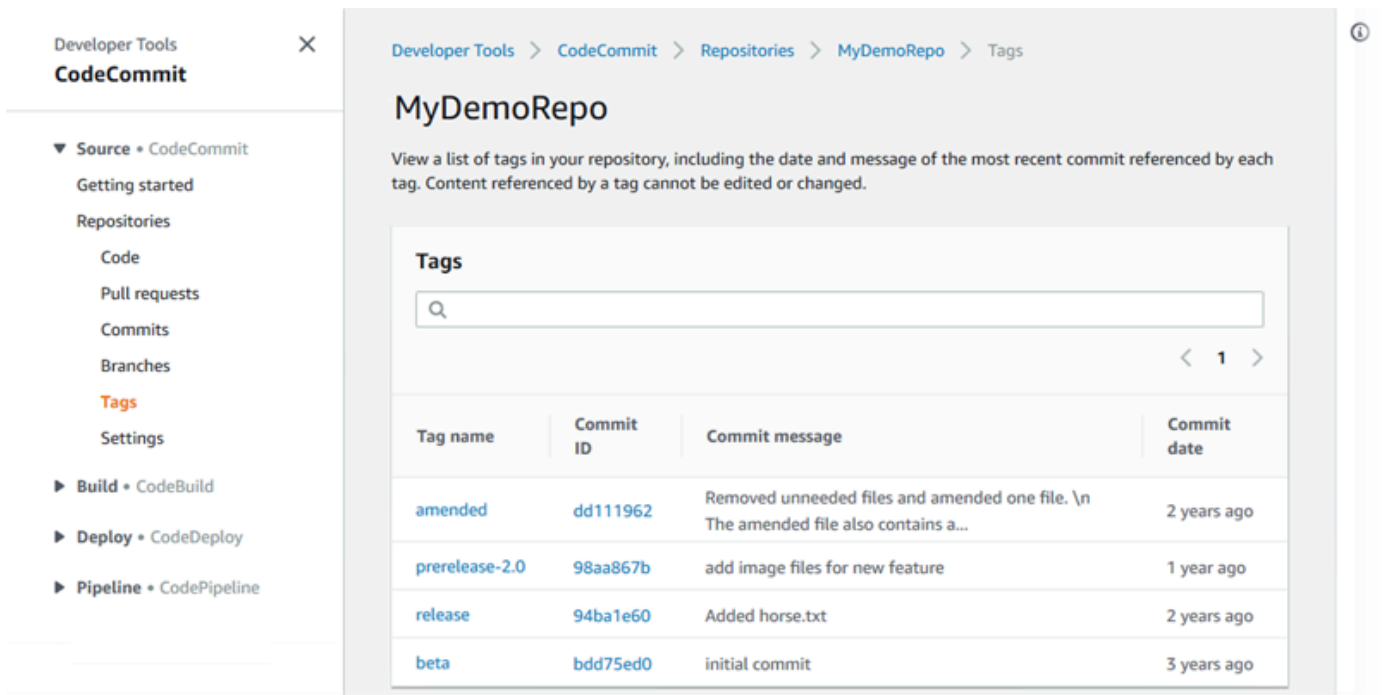 Developer Tools
CodeCommit
Source • CodeCommit
Getting started
Repositories
Code
Pull requests
Commits
Branches
Tags
Settings
Build • CodeBuild
Deploy • CodeDeploy
Pipeline • CodePipeline
Developer Tools > CodeCommit > Repositories > MyDemoRepo > Tags
MyDemoRepo
View a list of tags in your repository, including the date and message of the most recent commit referenced by each
tag. Content referenced by a tag cannot be edited or changed.
Tags
< 1 >
Tag name Commit ID Commit message Commit date
amended dd111962 Removed unneeded files and amended one file. \n 2 years ago
The amended file also contains a...
prerelease-2.0 98aa867b add image files for new feature 1 year ago
release 94ba1e60 Added horse.txt 2 years ago
beta bdd75ed0 initial commit 3 years ago